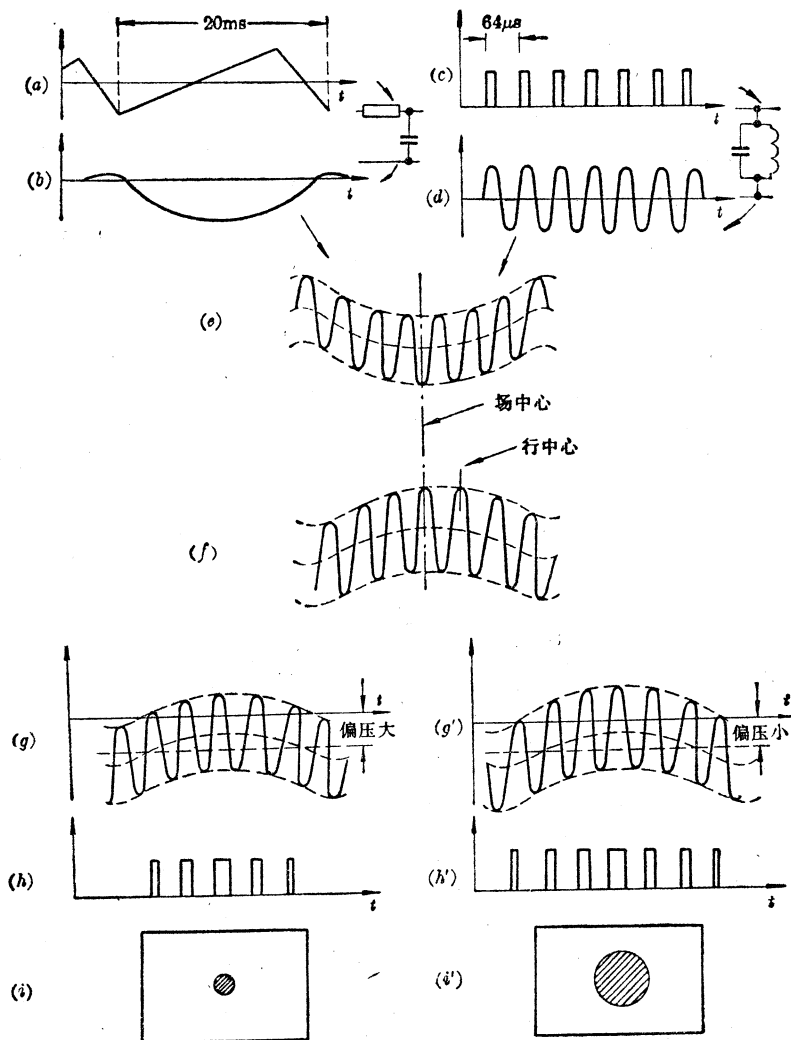 20ms
64μs
(a)
t
(c)
t
(b)
t
(d)
t
(e)
场中心
行中心
(f)
(g)
t
偏压大
(g')
t
偏压小
(h)
t
(h')
t
(i)
(i')